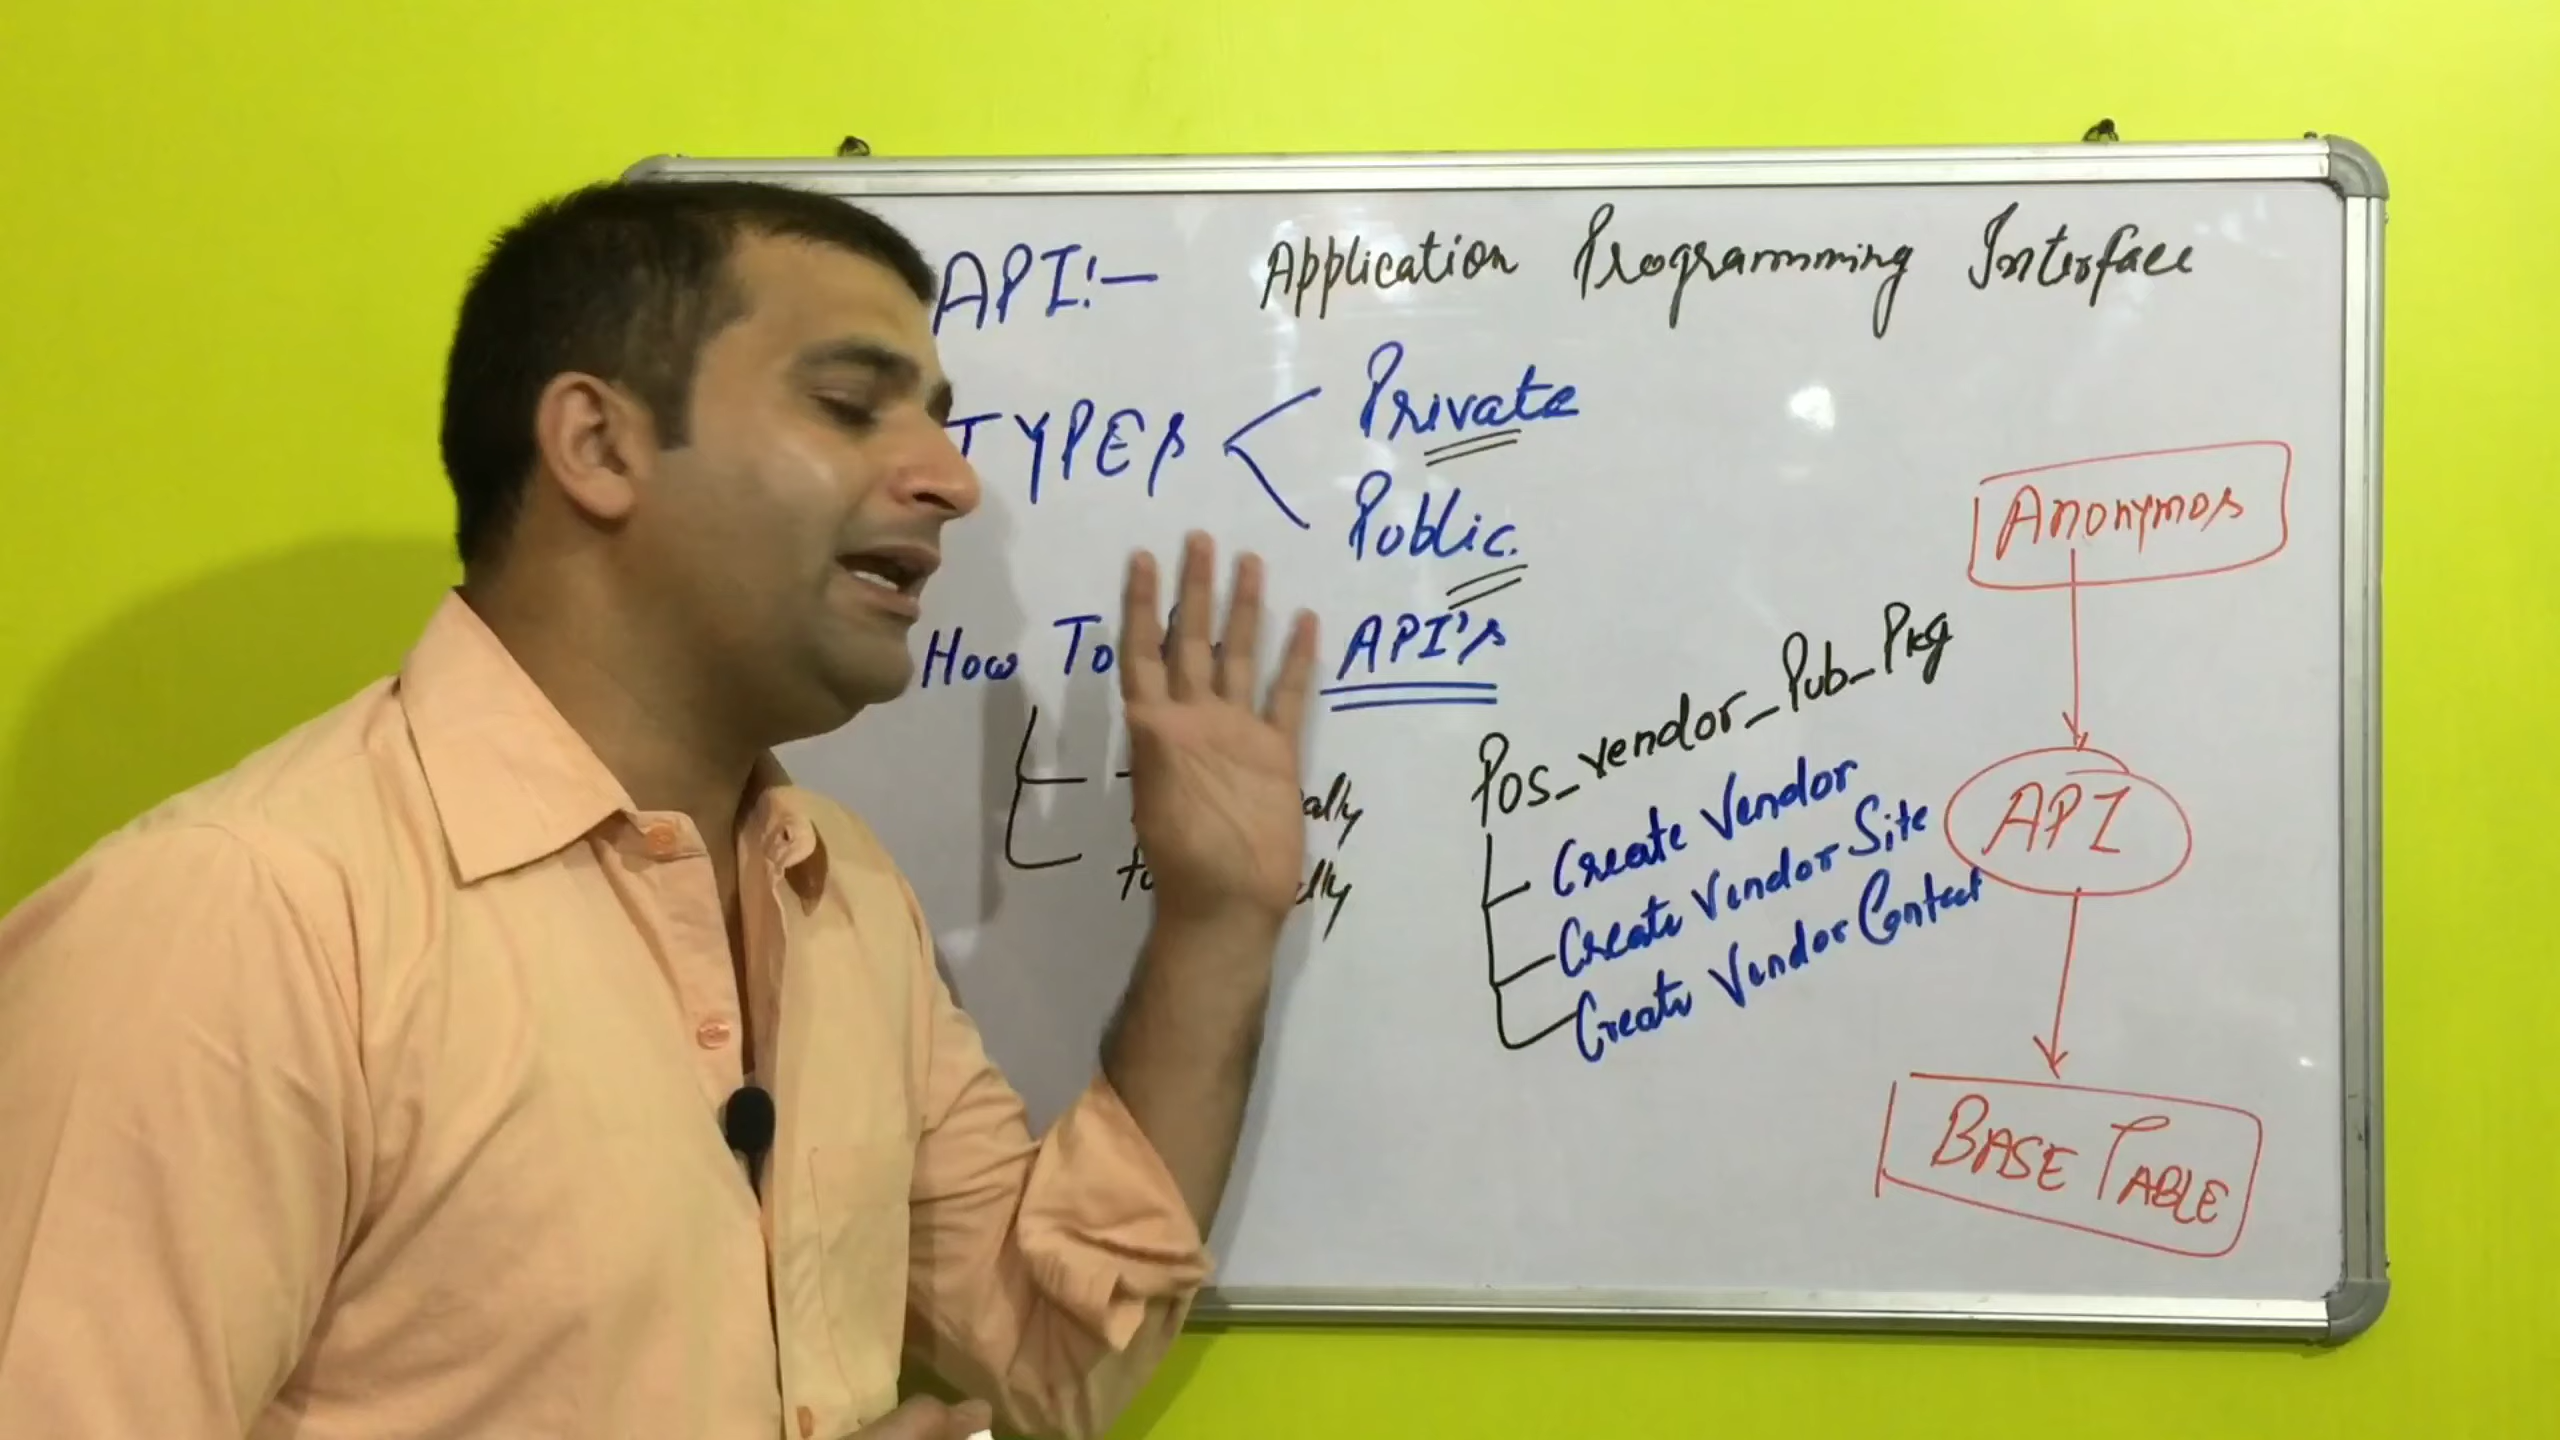 API:- Application Programming Interface
TYPEs
Private
Public
How To API's
Pos_vendor_Pub_Pkg
Create Vendor
Create Vendor Site
Create Vendor Contact
Anonymos
API
BASE TABLE